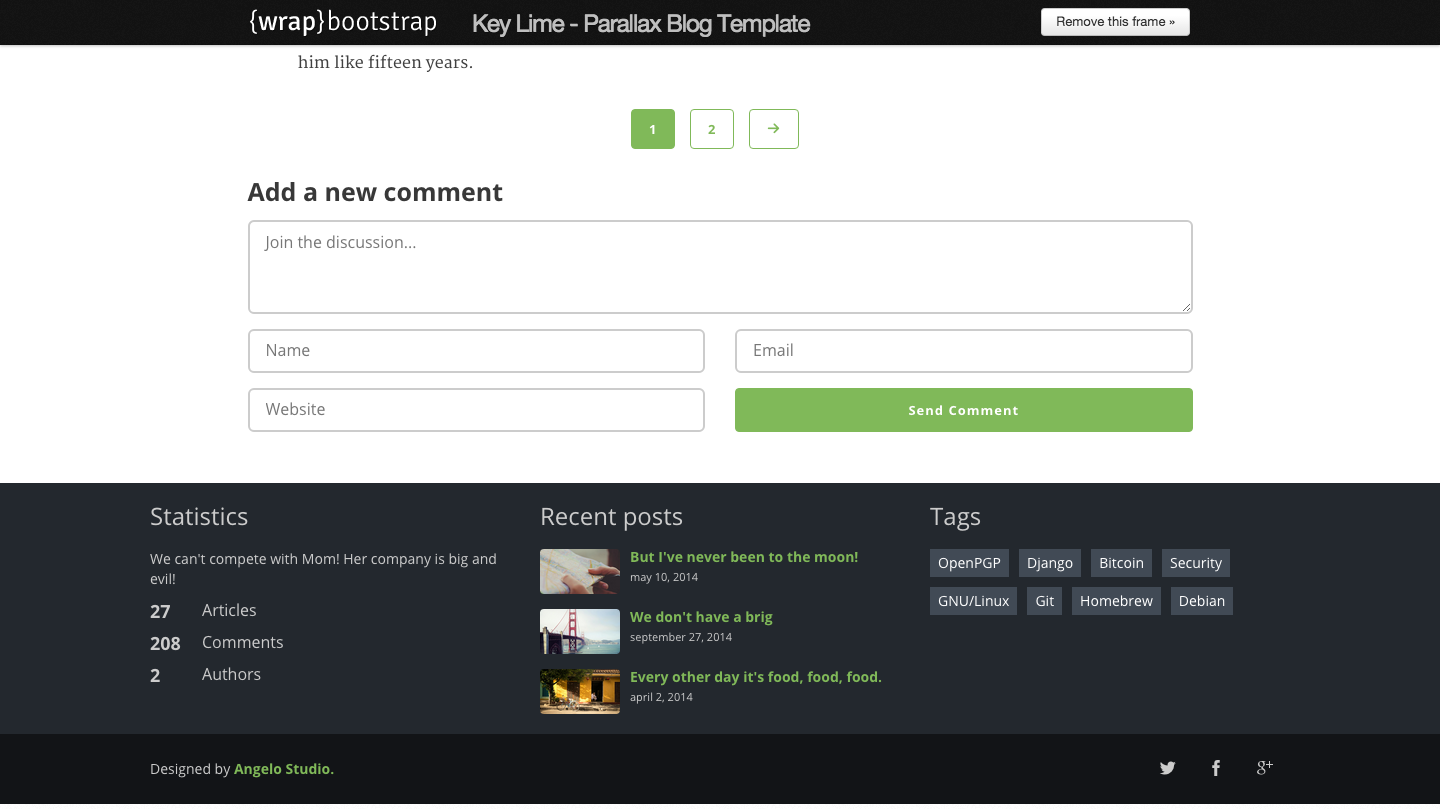 {wrap}bootstrap
Key Lime - Parallax Blog Template
Remove this frame »
him like fifteen years.
1
2
→
Add a new comment
Join the discussion...
Name
Email
Website
Send Comment
Statistics
We can't compete with Mom! Her company is big and
evil!
27 Articles
208 Comments
2 Authors
Recent posts
But I've never been to the moon!
may 10, 2014
We don't have a brig
september 27, 2014
Every other day it's food, food, food.
april 2, 2014
Tags
OpenPGP Django Bitcoin Security
GNU/Linux Git Homebrew Debian
Designed by Angelo Studio.
g+